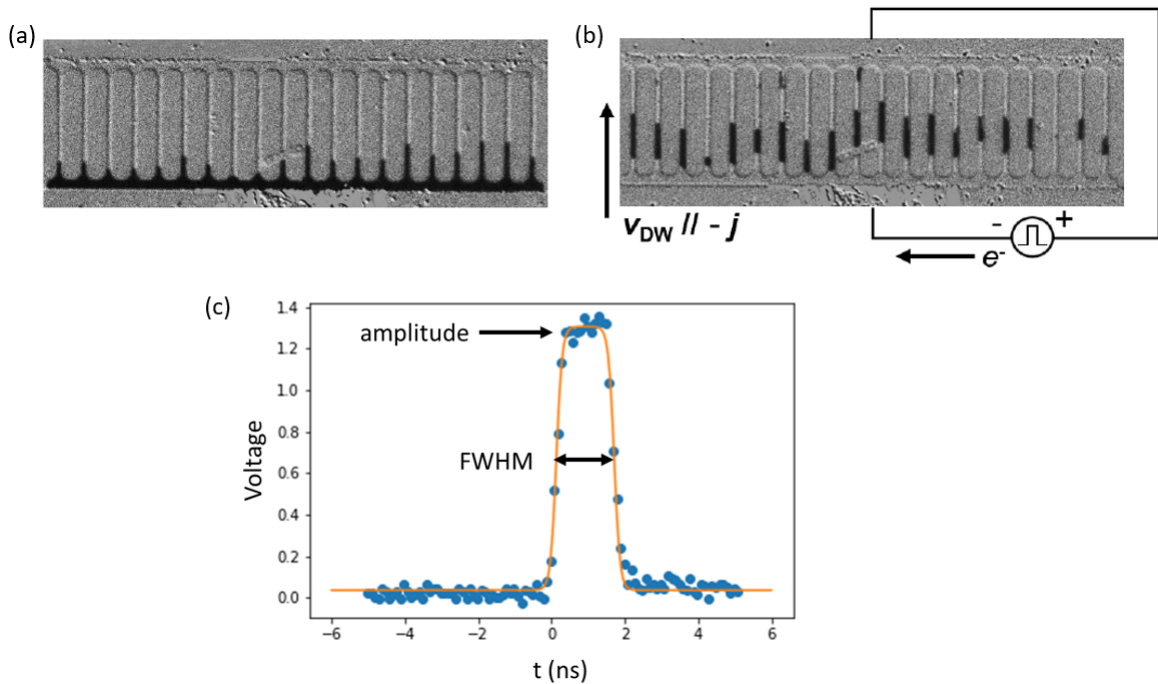 (a)
(b)
v_DW // - j
- +
e-
(c)
amplitude
FWHM
Voltage
1.4
1.2
1.0
0.8
0.6
0.4
0.2
0.0
−6 −4 −2 0 2 4 6
t (ns)